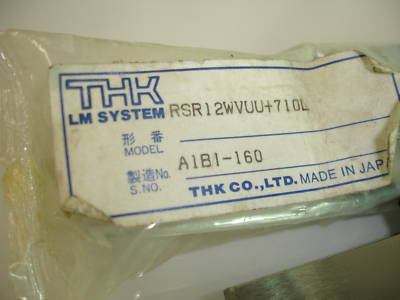 THK
LM SYSTEM RSR12WVUU+710L
形 番
MODEL
A1B1-160
製造No.
S.NO.
THK CO., LTD. MADE IN JAPA